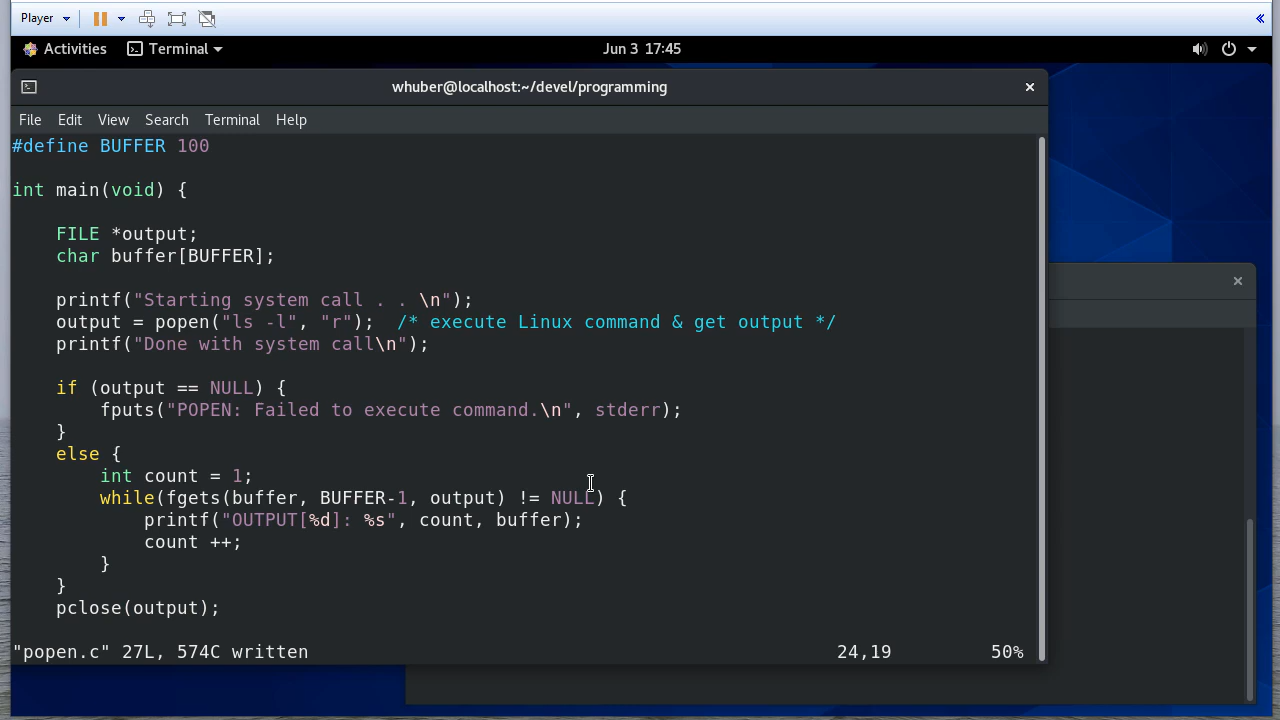 Player
Activities Terminal Jun 3 17:45
whuber@localhost:~/devel/programming
File Edit View Search Terminal Help
#define BUFFER 100
int main(void) {
    FILE *output;
    char buffer[BUFFER];
    printf("Starting system call . . \n");
    output = popen("ls -l", "r");  /* execute Linux command & get output */
    printf("Done with system call\n");
    if (output == NULL) {
        fputs("POPEN: Failed to execute command.\n", stderr);
    }
    else {
        int count = 1;
        while(fgets(buffer, BUFFER-1, output) != NULL) {
            printf("OUTPUT[%d]: %s", count, buffer);
            count ++;
        }
    }
    pclose(output);
"popen.c" 27L, 574C written 24,19 50%